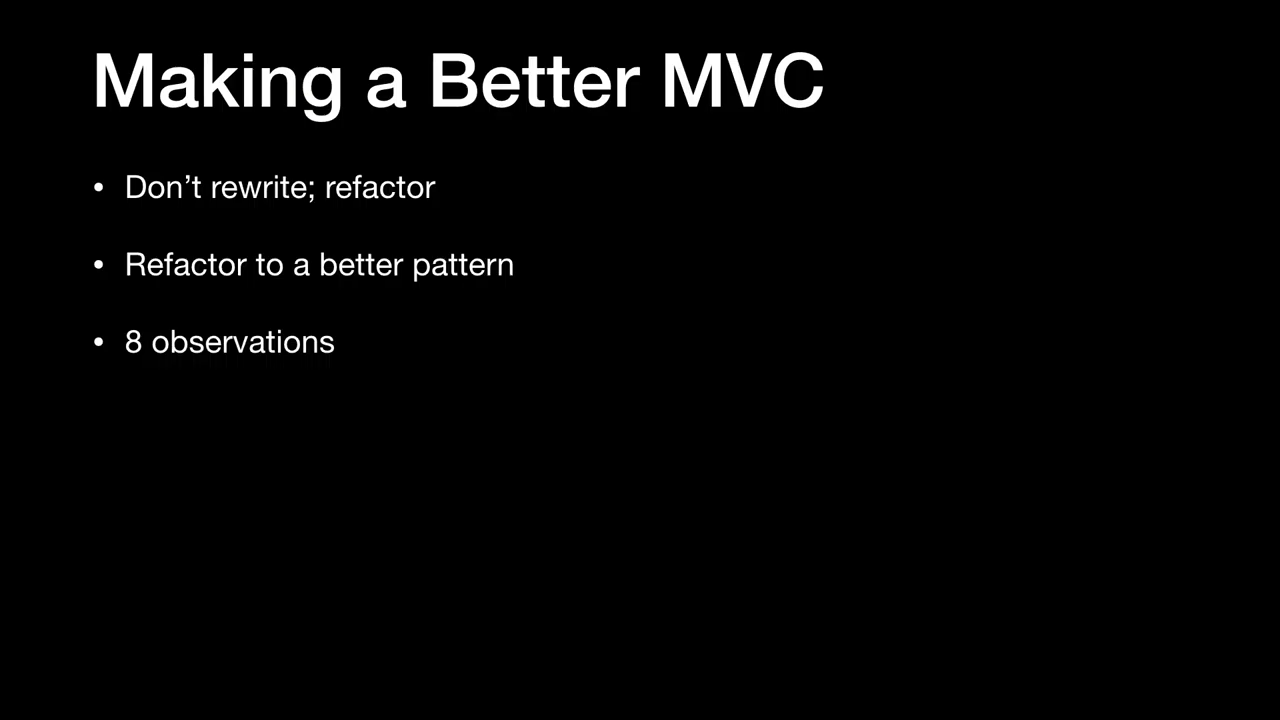 Making a Better MVC
• Don’t rewrite; refactor
• Refactor to a better pattern
• 8 observations